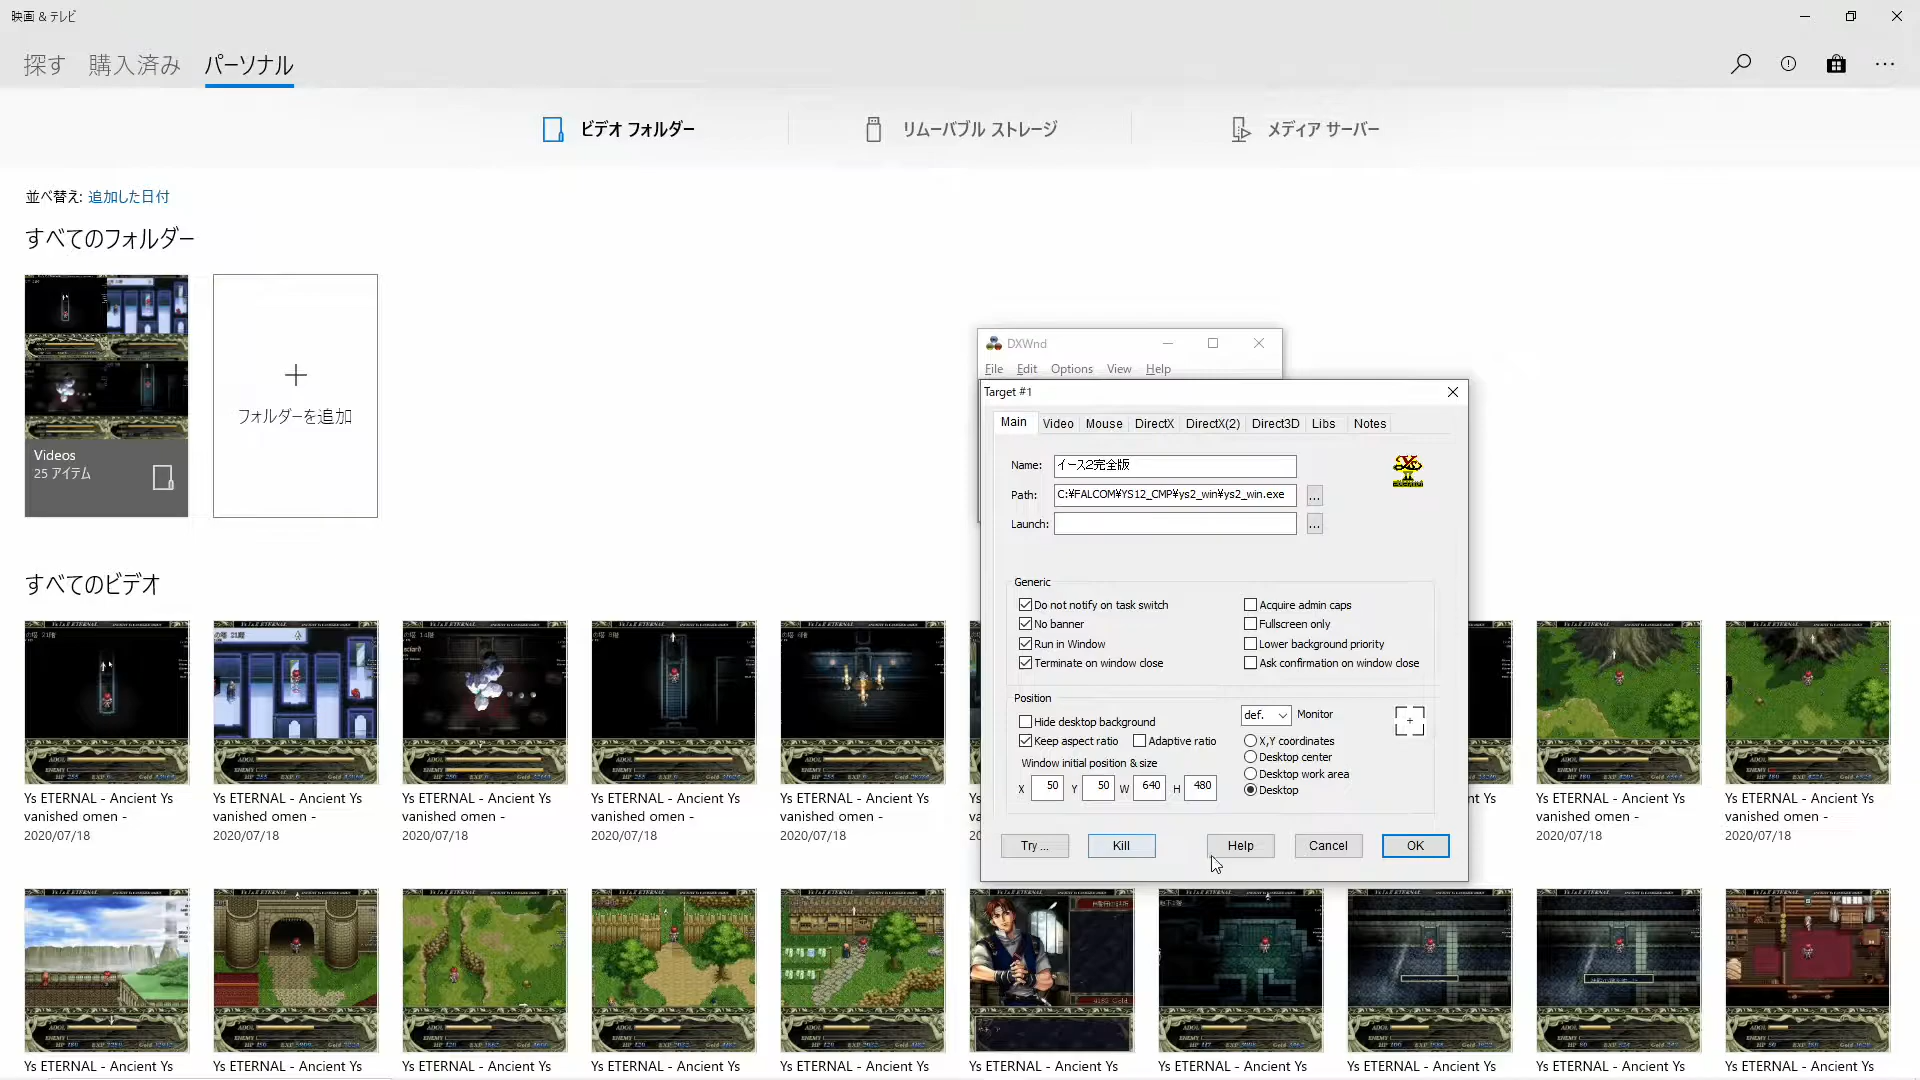 映画 & テレビ
探す 購入済み パーソナル
ビデオ フォルダー リムーバブル ストレージ メディア サーバー
並べ替え: 追加した日付
すべてのフォルダー
フォルダーを追加
Videos
25 アイテム
すべてのビデオ
DXWnd
File Edit Options View Help
Target #1
Main Video Mouse DirectX DirectX(2) Direct3D Libs Notes
Name: イース2完全版
Path: C:¥FALCOM¥YS12_CMP¥ys2_win¥ys2_win.exe ...
Launch: ...
Generic
Do not notify on task switch Acquire admin caps
No banner Fullscreen only
Run in Window Lower background priority
Terminate on window close Ask confirmation on window close
Position
Hide desktop background def. Monitor
Keep aspect ratio Adaptive ratio X,Y coordinates
Desktop center
Window initial position & size
Desktop work area
X 50 Y 50 W 640 H 480 Desktop
Try ... Kill Help Cancel OK
Ys ETERNAL - Ancient Ys
vanished omen -
2020/07/18
Ys ETERNAL - Ancient Ys
vanished omen -
2020/07/18
Ys ETERNAL - Ancient Ys
vanished omen -
2020/07/18
Ys ETERNAL - Ancient Ys
vanished omen -
2020/07/18
Ys ETERNAL - Ancient Ys
vanished omen -
2020/07/18
Ys ETERNAL - Ancient Ys
vanished omen -
2020/07/18
Ys ETERNAL - Ancient Ys
vanished omen -
2020/07/18
Ys ETERNAL - Ancient Ys
Ys ETERNAL - Ancient Ys
Ys ETERNAL - Ancient Ys
Ys ETERNAL - Ancient Ys
Ys ETERNAL - Ancient Ys
Ys ETERNAL - Ancient Ys
Ys ETERNAL - Ancient Ys
Ys ETERNAL - Ancient Ys
Ys ETERNAL - Ancient Ys
Ys ETERNAL - Ancient Ys